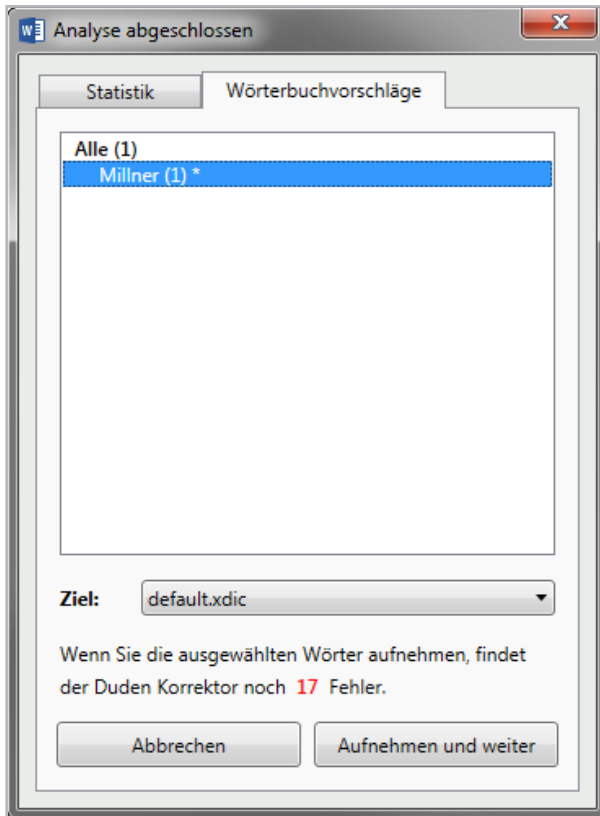 Analyse abgeschlossen
Statistik
Wörterbuchvorschläge
Alle (1)
Millner (1) *
Ziel:
default.xdic
Wenn Sie die ausgewählten Wörter aufnehmen, findet
der Duden Korrektor noch 17 Fehler.
Abbrechen
Aufnehmen und weiter